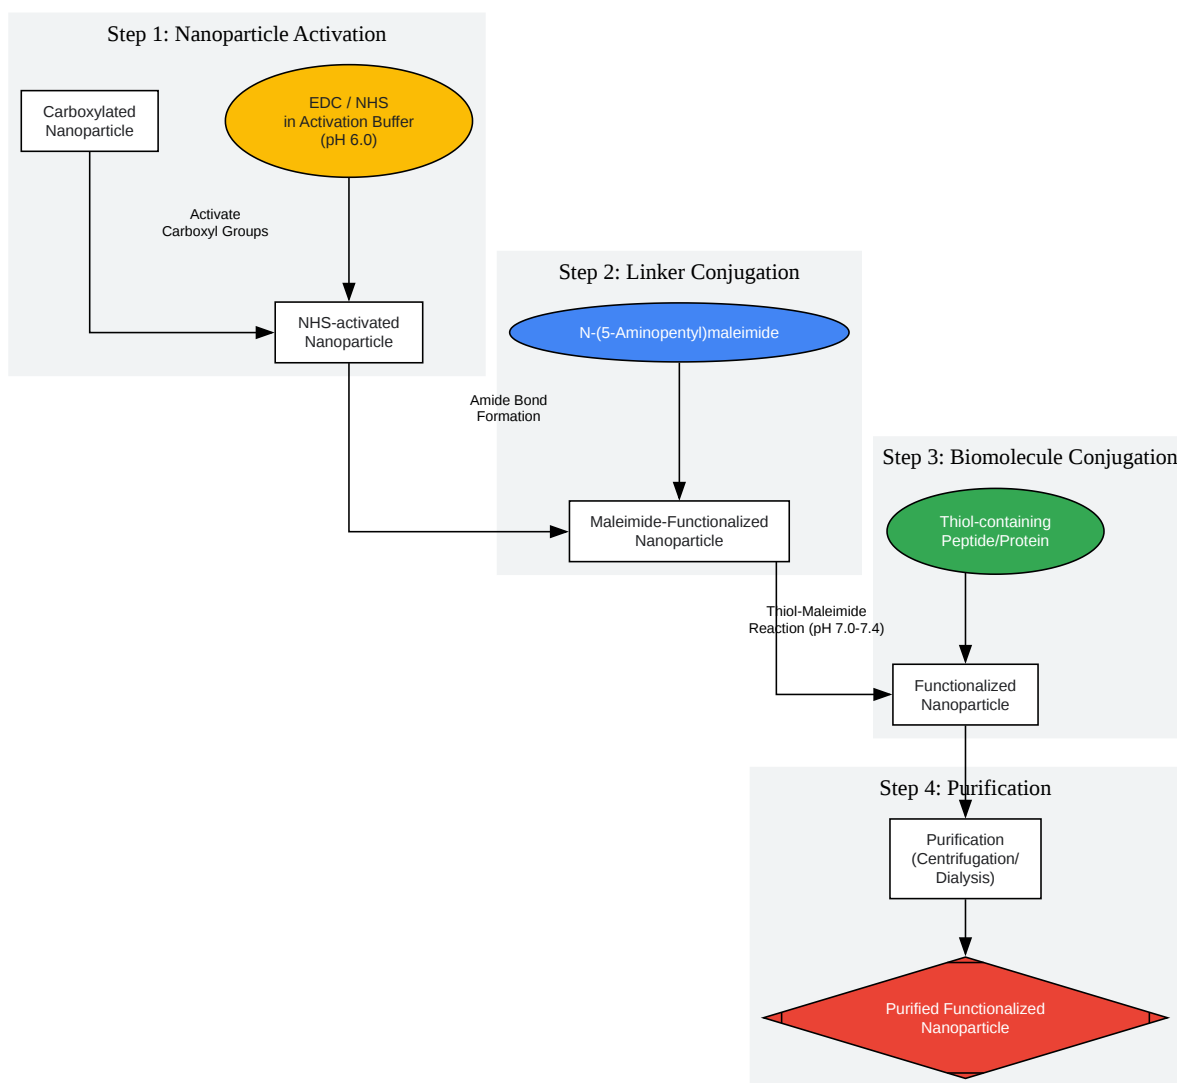 Step 1: Nanoparticle Activation
Carboxylated
Nanoparticle
EDC / NHS
in Activation Buffer
(pH 6.0)
Activate
Carboxyl Groups
NHS-activated
Nanoparticle
Step 2: Linker Conjugation
N-(5-Aminopentyl)maleimide
Amide Bond
Formation
Maleimide-Functionalized
Nanoparticle
Step 3: Biomolecule Conjugation
Thiol-containing
Peptide/Protein
Thiol-Maleimide
Reaction (pH 7.0-7.4)
Functionalized
Nanoparticle
Step 4: Purification
Purification
(Centrifugation/
Dialysis)
Purified Functionalized
Nanoparticle